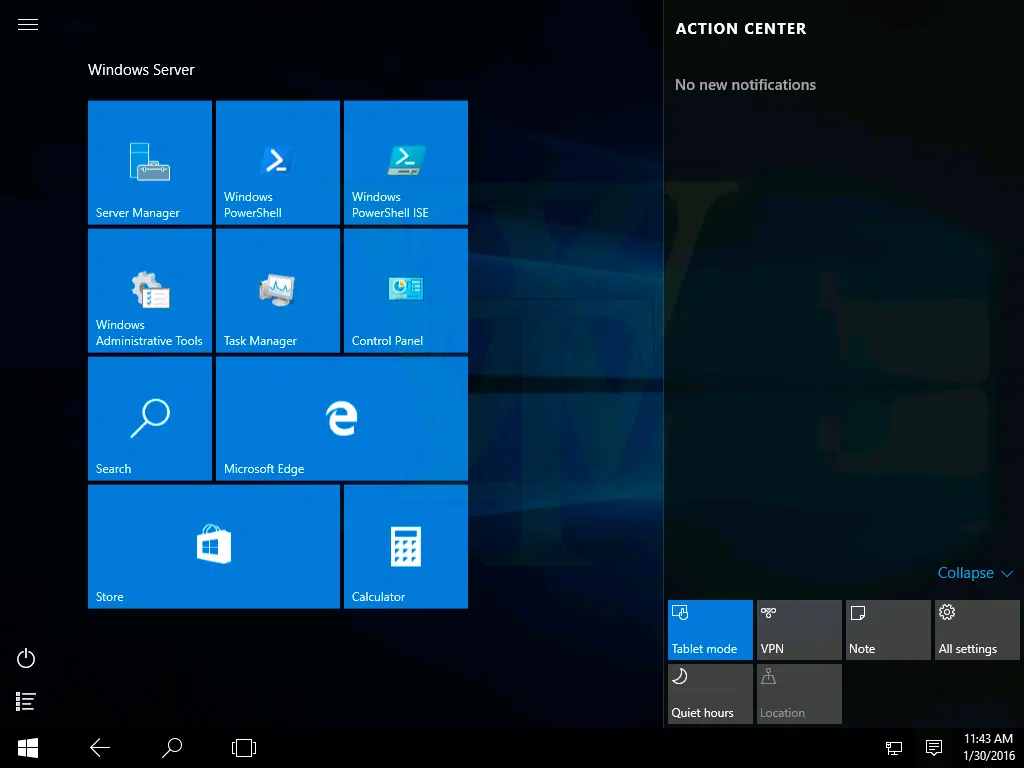 ACTION CENTER
No new notifications
Windows Server
Server Manager
Windows
PowerShell
Windows
PowerShell ISE
Windows
Administrative Tools
Task Manager
Control Panel
Search
Microsoft Edge
Store
Calculator
Collapse
Tablet mode
VPN
Note
All settings
Quiet hours
Location
11:43 AM
1/30/2016